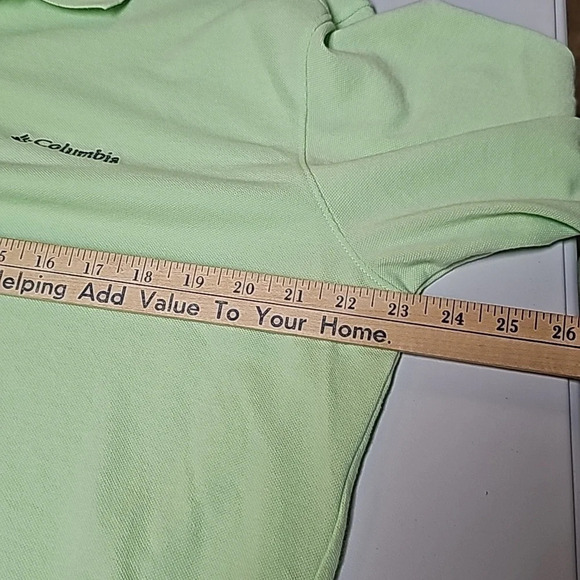 Columbia
5 16 17 18 19 20 21 22 23 24 25 26
Helping Add Value To Your Home.